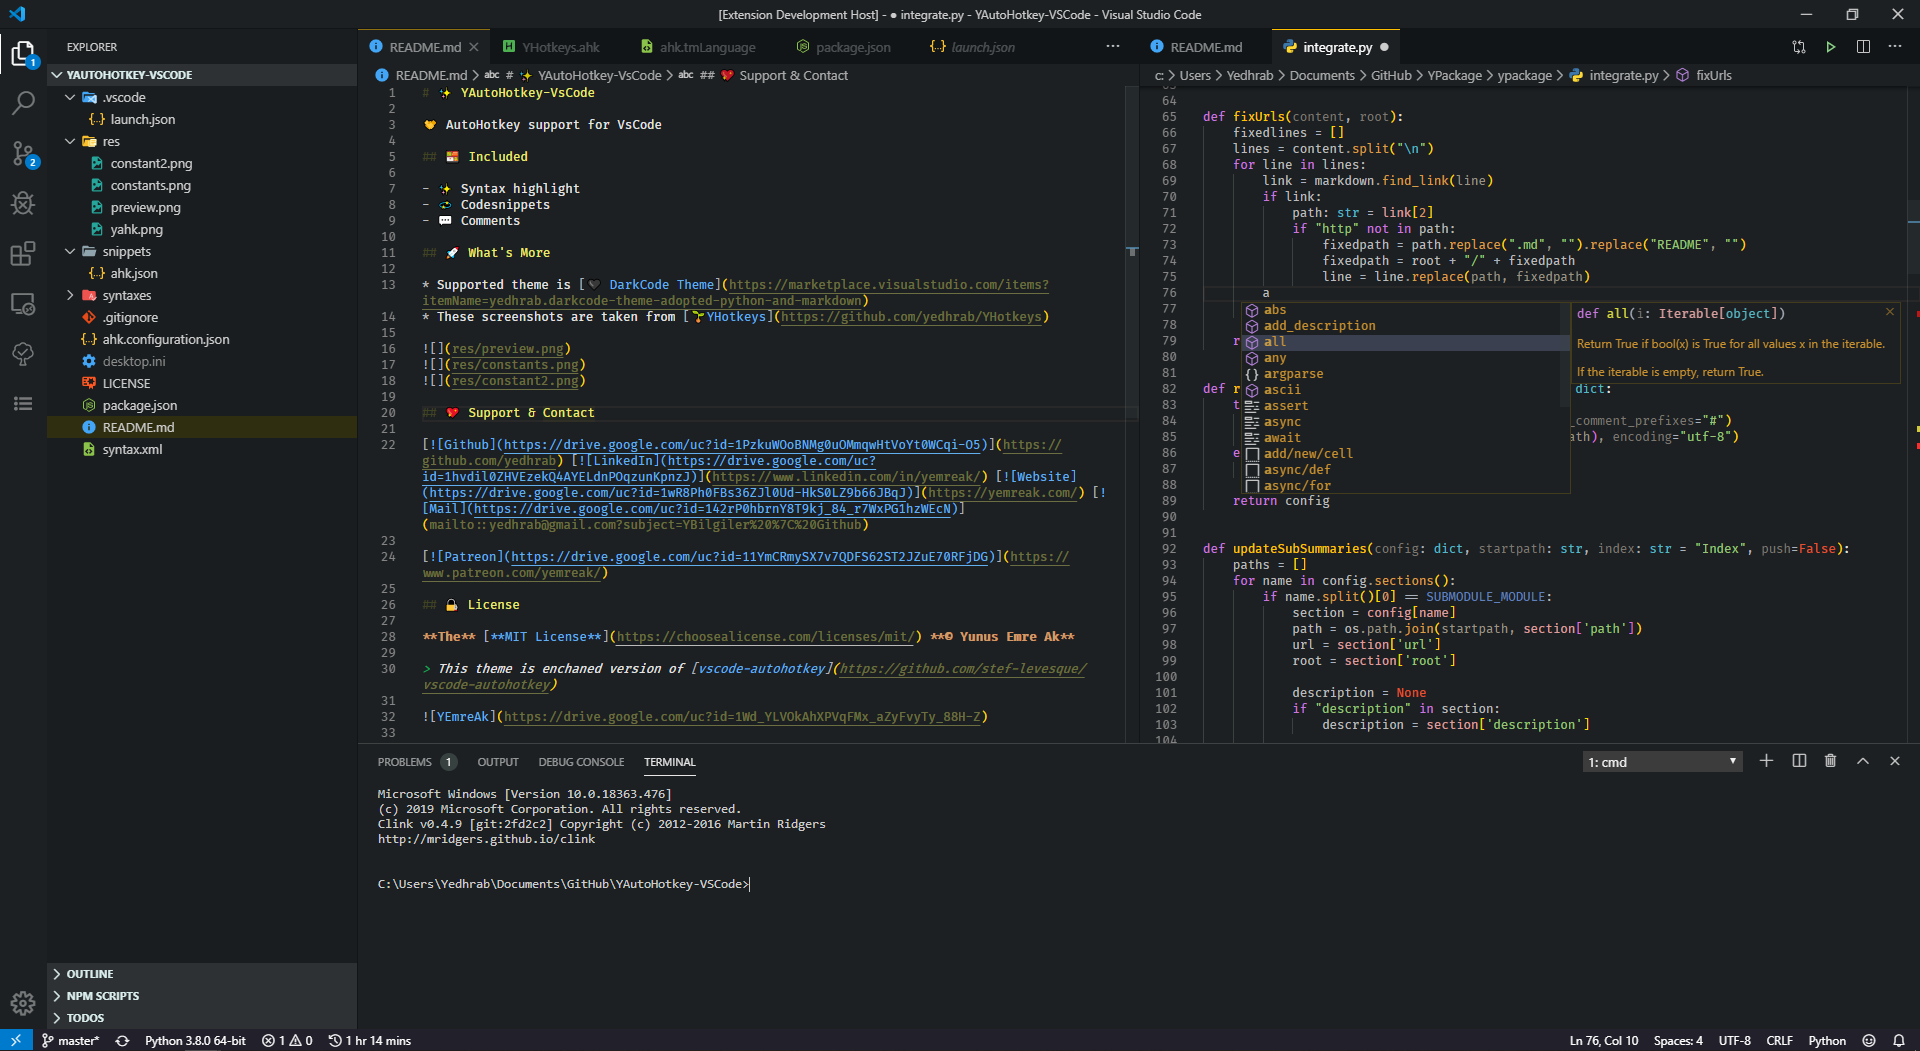 [Extension Development Host] - ● integrate.py - YAutoHotkey-VSCode - Visual Studio Code
EXPLORER
YAUTOHOTKEY-VSCODE
.vscode
launch.json
res
constant2.png
constants.png
preview.png
yahk.png
snippets
ahk.json
syntaxes
.gitignore
ahk.configuration.json
desktop.ini
LICENSE
package.json
README.md
syntax.xml
OUTLINE
NPM SCRIPTS
TODOS
1
2
README.md YHotkeys.ahk ahk.tmLanguage package.json launch.json
README.md > abc # ✨ YAutoHotkey-VsCode > abc ## 💖 Support & Contact
1 # ✨ YAutoHotkey-VsCode
2
3 AutoHotkey support for VsCode
4
5 ## Included
6
7 - ✨ Syntax highlight
8 - Codesnippets
9 - 💬 Comments
10
11 ## 🚀 What's More
12
13 * Supported theme is [🖤 DarkCode Theme](https://marketplace.visualstudio.com/items?
itemName=yedhrab.darkcode-theme-adopted-python-and-markdown)
14 * These screenshots are taken from [🌱YHotkeys](https://github.com/yedhrab/YHotkeys)
15
16 ![](res/preview.png)
17 ![](res/constants.png)
18 ![](res/constant2.png)
19
20 ## 💖 Support & Contact
21
22 [![Github](https://drive.google.com/uc?id=1PzkuWOoBNMg0uOMmqwHtVoYt0WCqi-O5)](https://
github.com/yedhrab) [![LinkedIn](https://drive.google.com/uc?
id=1hvdil0ZHVEzekQ4AYELdnPOqzunKpnzJ)](https://www.linkedin.com/in/yemreak/) [![Website]
(https://drive.google.com/uc?id=1wR8Ph0FBs36ZJl0Ud-HkS0LZ9b66JBqJ)](https://yemreak.com/) [!
[Mail](https://drive.google.com/uc?id=142rP0hbrnY8T9kj_84_r7WxPG1hzWEcN)]
(mailto::yedhrab@gmail.com?subject=YBilgiler%20%7C%20Github)
23
24 [![Patreon](https://drive.google.com/uc?id=11YmCRmySX7v7QDFS62ST2JZuE70RFjDG)](https://
www.patreon.com/yemreak/)
25
26 ## 🔒 License
27
28 **The** [**MIT License**](https://choosealicense.com/licenses/mit/) **© Yunus Emre Ak**
29
30 > This theme is enchaned version of [vscode-autohotkey](https://github.com/stef-levesque/
vscode-autohotkey)
31
32 ![YEmreAk](https://drive.google.com/uc?id=1Wd_YLVOkAhXPVqFMx_aZyFvyTy_88H-Z)
33
README.md integrate.py ●
c: > Users > Yedhrab > Documents > GitHub > YPackage > ypackage > integrate.py > fixUrls
64
65 def fixUrls(content, root):
66 fixedlines = []
67 lines = content.split("\n")
68 for line in lines:
69 link = markdown.find_link(line)
70 if link:
71 path: str = link[2]
72 if "http" not in path:
73 fixedpath = path.replace(".md", "").replace("README", "")
74 fixedpath = root + "/" + fixedpath
75 line = line.replace(path, fixedpath)
76 a
77
78
79 r
80
81
82 def r dict:
83 t
84 _comment_prefixes="#")
85 ath), encoding="utf-8")
86 e
87
88
89 return config
90
91
92 def updateSubSummaries(config: dict, startpath: str, index: str = "Index", push=False):
93 paths = []
94 for name in config.sections():
95 if name.split()[0] == SUBMODULE_MODULE:
96 section = config[name]
97 path = os.path.join(startpath, section['path'])
98 url = section['url']
99 root = section['root']
100
101 description = None
102 if "description" in section:
103 description = section['description']
104
abs
add_description
all
any
argparse
ascii
assert
async
await
add/new/cell
async/def
async/for
def all(i: Iterable[object])
Return True if bool(x) is True for all values x in the iterable.
If the iterable is empty, return True.
PROBLEMS 1 OUTPUT DEBUG CONSOLE TERMINAL
1: cmd
Microsoft Windows [Version 10.0.18363.476]
(c) 2019 Microsoft Corporation. All rights reserved.
Clink v0.4.9 [git:2fd2c2] Copyright (c) 2012-2016 Martin Ridgers
http://mridgers.github.io/clink
C:\Users\Yedhrab\Documents\GitHub\YAutoHotkey-VSCode>
master* Python 3.8.0 64-bit 1 0 1 hr 14 mins
Ln 76, Col 10 Spaces: 4 UTF-8 CRLF Python